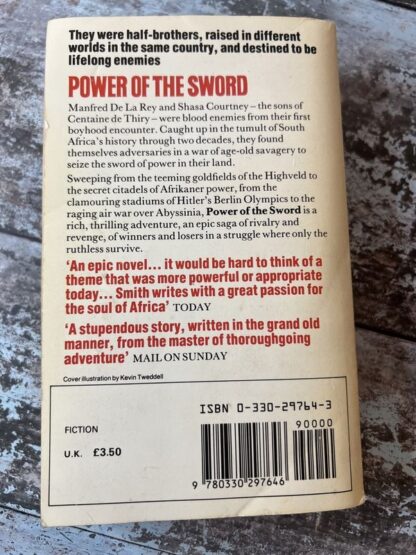 They were half-brothers, raised in different
worlds in the same country, and destined to be
lifelong enemies
POWER OF THE SWORD
Manfred De La Rey and Shasa Courtney – the sons of
Centaine de Thiry – were blood enemies from their first
boyhood encounter. Caught up in the tumult of South
Africa's history through two decades, they found
themselves adversaries in a war of age-old savagery to
seize the sword of power in their land.
Sweeping from the teeming goldfields of the Highveld to
the secret citadels of Afrikaner power, from the
clamouring stadiums of Hitler's Berlin Olympics to the
raging air war over Abyssinia, Power of the Sword is a
rich, thrilling adventure, an epic saga of rivalry and
revenge, of winners and losers in a struggle where only the
ruthless survive.
'An epic novel... it would be hard to think of a
theme that was more powerful or appropriate
today... Smith writes with a great passion for
the soul of Africa' TODAY
'A stupendous story, written in the grand old
manner, from the master of thoroughgoing
adventure' MAIL ON SUNDAY
Cover illustration by Kevin Tweddell
ISBN 0-330-29764-3
90000
FICTION
U.K. £3.50
9 780330 297646